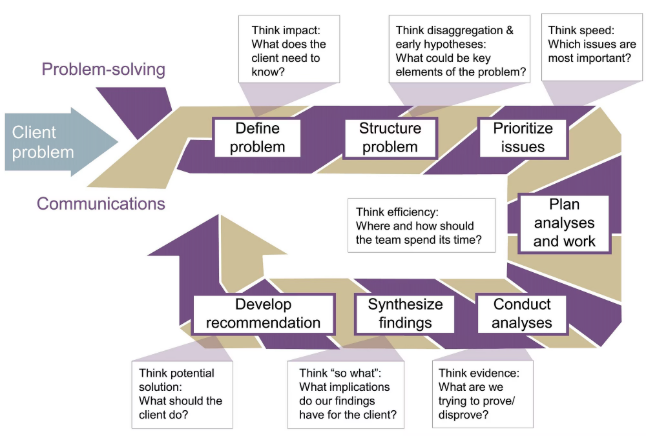 Think impact:
What does the
client need to
know?
Think disaggregation &
early hypotheses:
What could be key
elements of the problem?
Think speed:
Which issues are
most important?
Problem-solving
Client
problem
Communications
Define
problem
Structure
problem
Prioritize
issues
Think efficiency:
Where and how should
the team spend its time?
Plan
analyses
and work
Develop
recommendation
Synthesize
findings
Conduct
analyses
Think potential
solution:
What should the
client do?
Think “so what”:
What implications
do our findings
have for the client?
Think evidence:
What are we
trying to prove/
disprove?